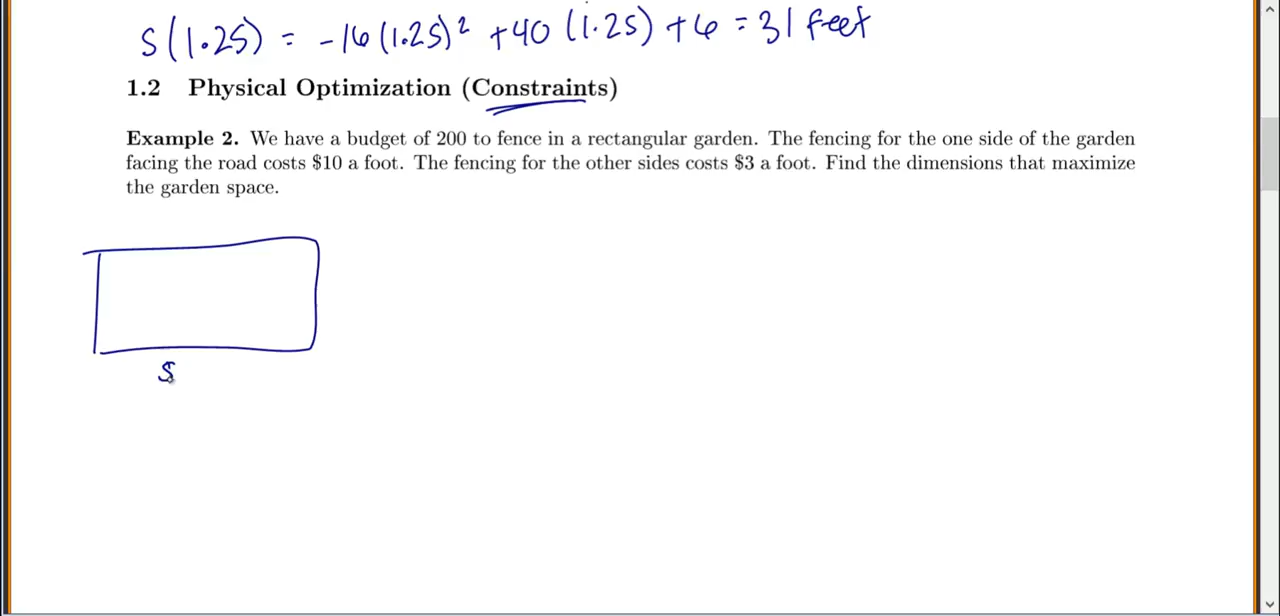 s(1.25) = -16(1.25)² +40(1.25)+6 = 31 feet
1.2 Physical Optimization (Constraints)
Example 2. We have a budget of 200 to fence in a rectangular garden. The fencing for the one side of the garden
facing the road costs $10 a foot. The fencing for the other sides costs $3 a foot. Find the dimensions that maximize
the garden space.
$